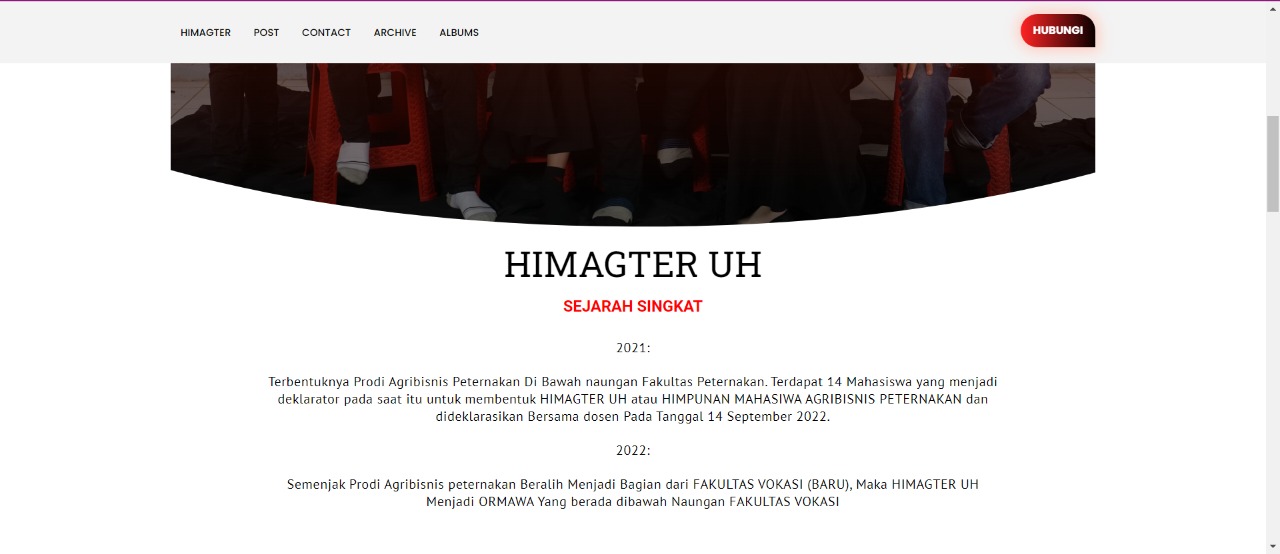 HIMAGTER POST CONTACT ARCHIVE ALBUMS HUBUNGI
HIMAGTER UH
SEJARAH SINGKAT
2021:
Terbentuknya Prodi Agribisnis Peternakan Di Bawah naungan Fakultas Peternakan. Terdapat 14 Mahasiswa yang menjadi
deklarator pada saat itu untuk membentuk HIMAGTER UH atau HIMPUNAN MAHASIWA AGRIBISNIS PETERNAKAN dan
dideklarasikan Bersama dosen Pada Tanggal 14 September 2022.
2022:
Semenjak Prodi Agribisnis peternakan Beralih Menjadi Bagian dari FAKULTAS VOKASI (BARU), Maka HIMAGTER UH
Menjadi ORMAWA Yang berada dibawah Naungan FAKULTAS VOKASI